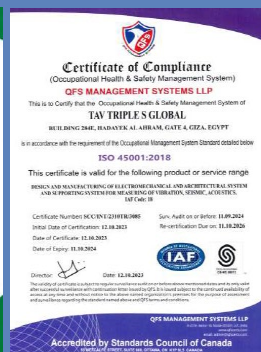 QFS
Certificate of Compliance
(Occupational Health & Safety Management System)
QFS MANAGEMENT SYSTEMS LLP
This is to Certify that the Occupational Health & Safety Management System of
TAV TRIPLE S GLOBAL
BUILDING 204E, HADAYEK AL AHRAM, GATE 4, GIZA, EGYPT
is in accordance with the requirement of the Occupational Management System Standard detailed below
ISO 45001:2018
This certificate is valid for the following product or service range
DESIGN AND MANUFACTURING OF ELECTROMECHANICAL AND ARCHITECTURAL SYSTEM
AND SUPPORTING SYSTEM FOR MEASURING OF VIBRATION, SEISMIC, ACOUSTICS.
IAF Code: 18
Certificate Number: SCC/INT/2310TR/3085
Surv. Audit on or Before: 11.09.2024
Initial Date of Certification: 12.10.2023
Re-certification Due on: 11.10.2026
Date of Certificate: 12.10.2023
Date of Expiry: 11.10.2024
IAF
Director:
Date: 12.10.2023
QFS MANAGEMENT SYSTEMS LLP
Accredited by Standards Council of Canada